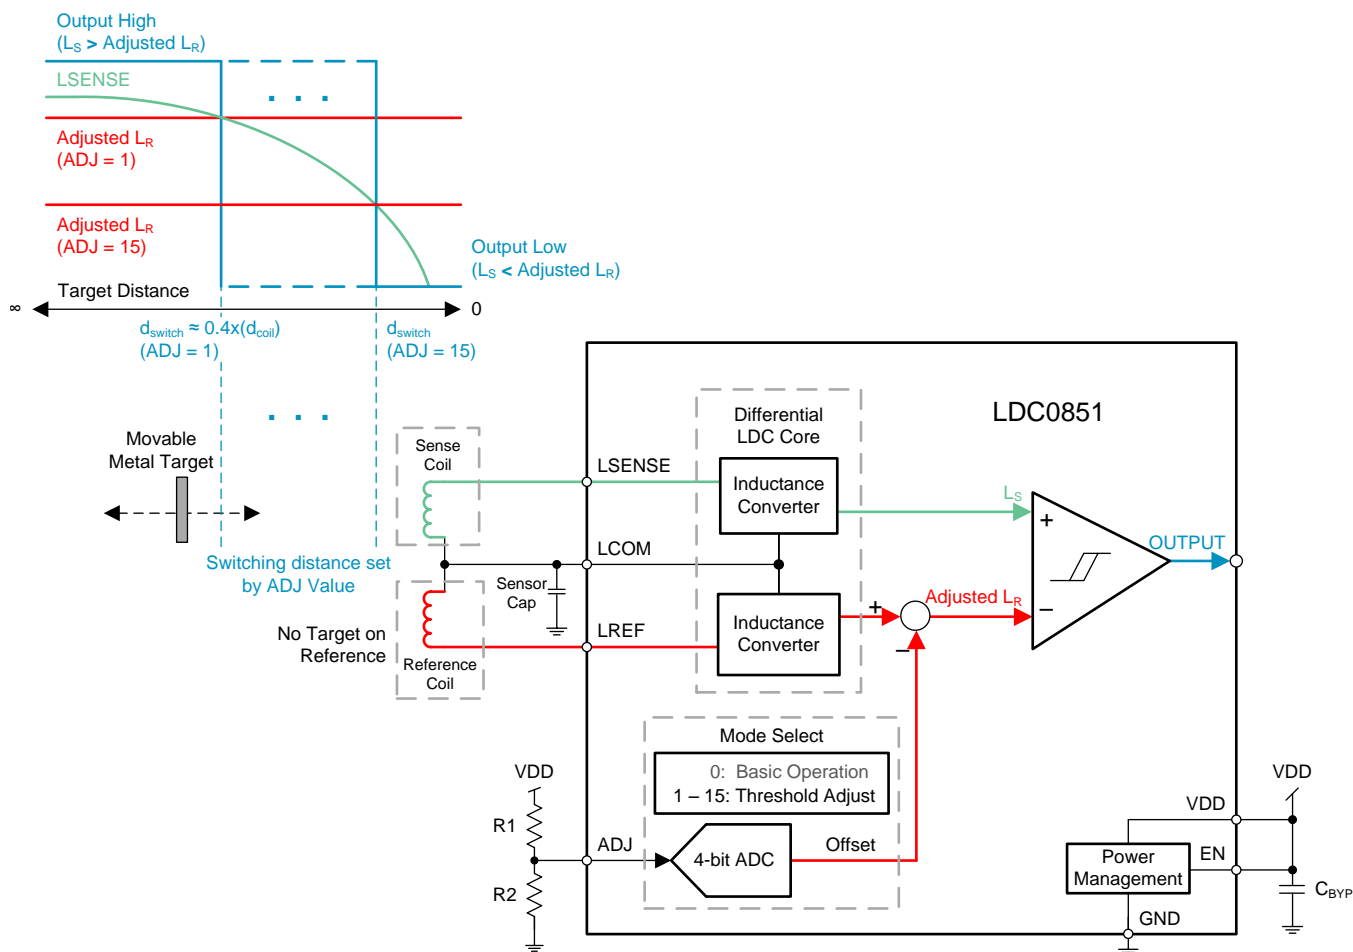 Output High
(LS > Adjusted LR)
LSENSE
. . .
Adjusted LR
(ADJ = 1)
Adjusted LR
(ADJ = 15)
Output Low
(LS < Adjusted LR)
∞
Target Distance
0
dswitch ≈ 0.4x(dcoil)
(ADJ = 1)
dswitch
(ADJ = 15)
. . .
Movable
Metal Target
Switching distance set
by ADJ Value
No Target on
Reference
Sense
Coil
Reference
Coil
Sensor
Cap
LSENSE
LCOM
LREF
Differential
LDC Core
Inductance
Converter
Inductance
Converter
LDC0851
LS
+
−
OUTPUT
+
−
Adjusted LR
Mode Select
0: Basic Operation
1 – 15: Threshold Adjust
VDD
R1
R2
ADJ
4-bit ADC
Offset
VDD
VDD
EN
Power
Management
GND
CBYP